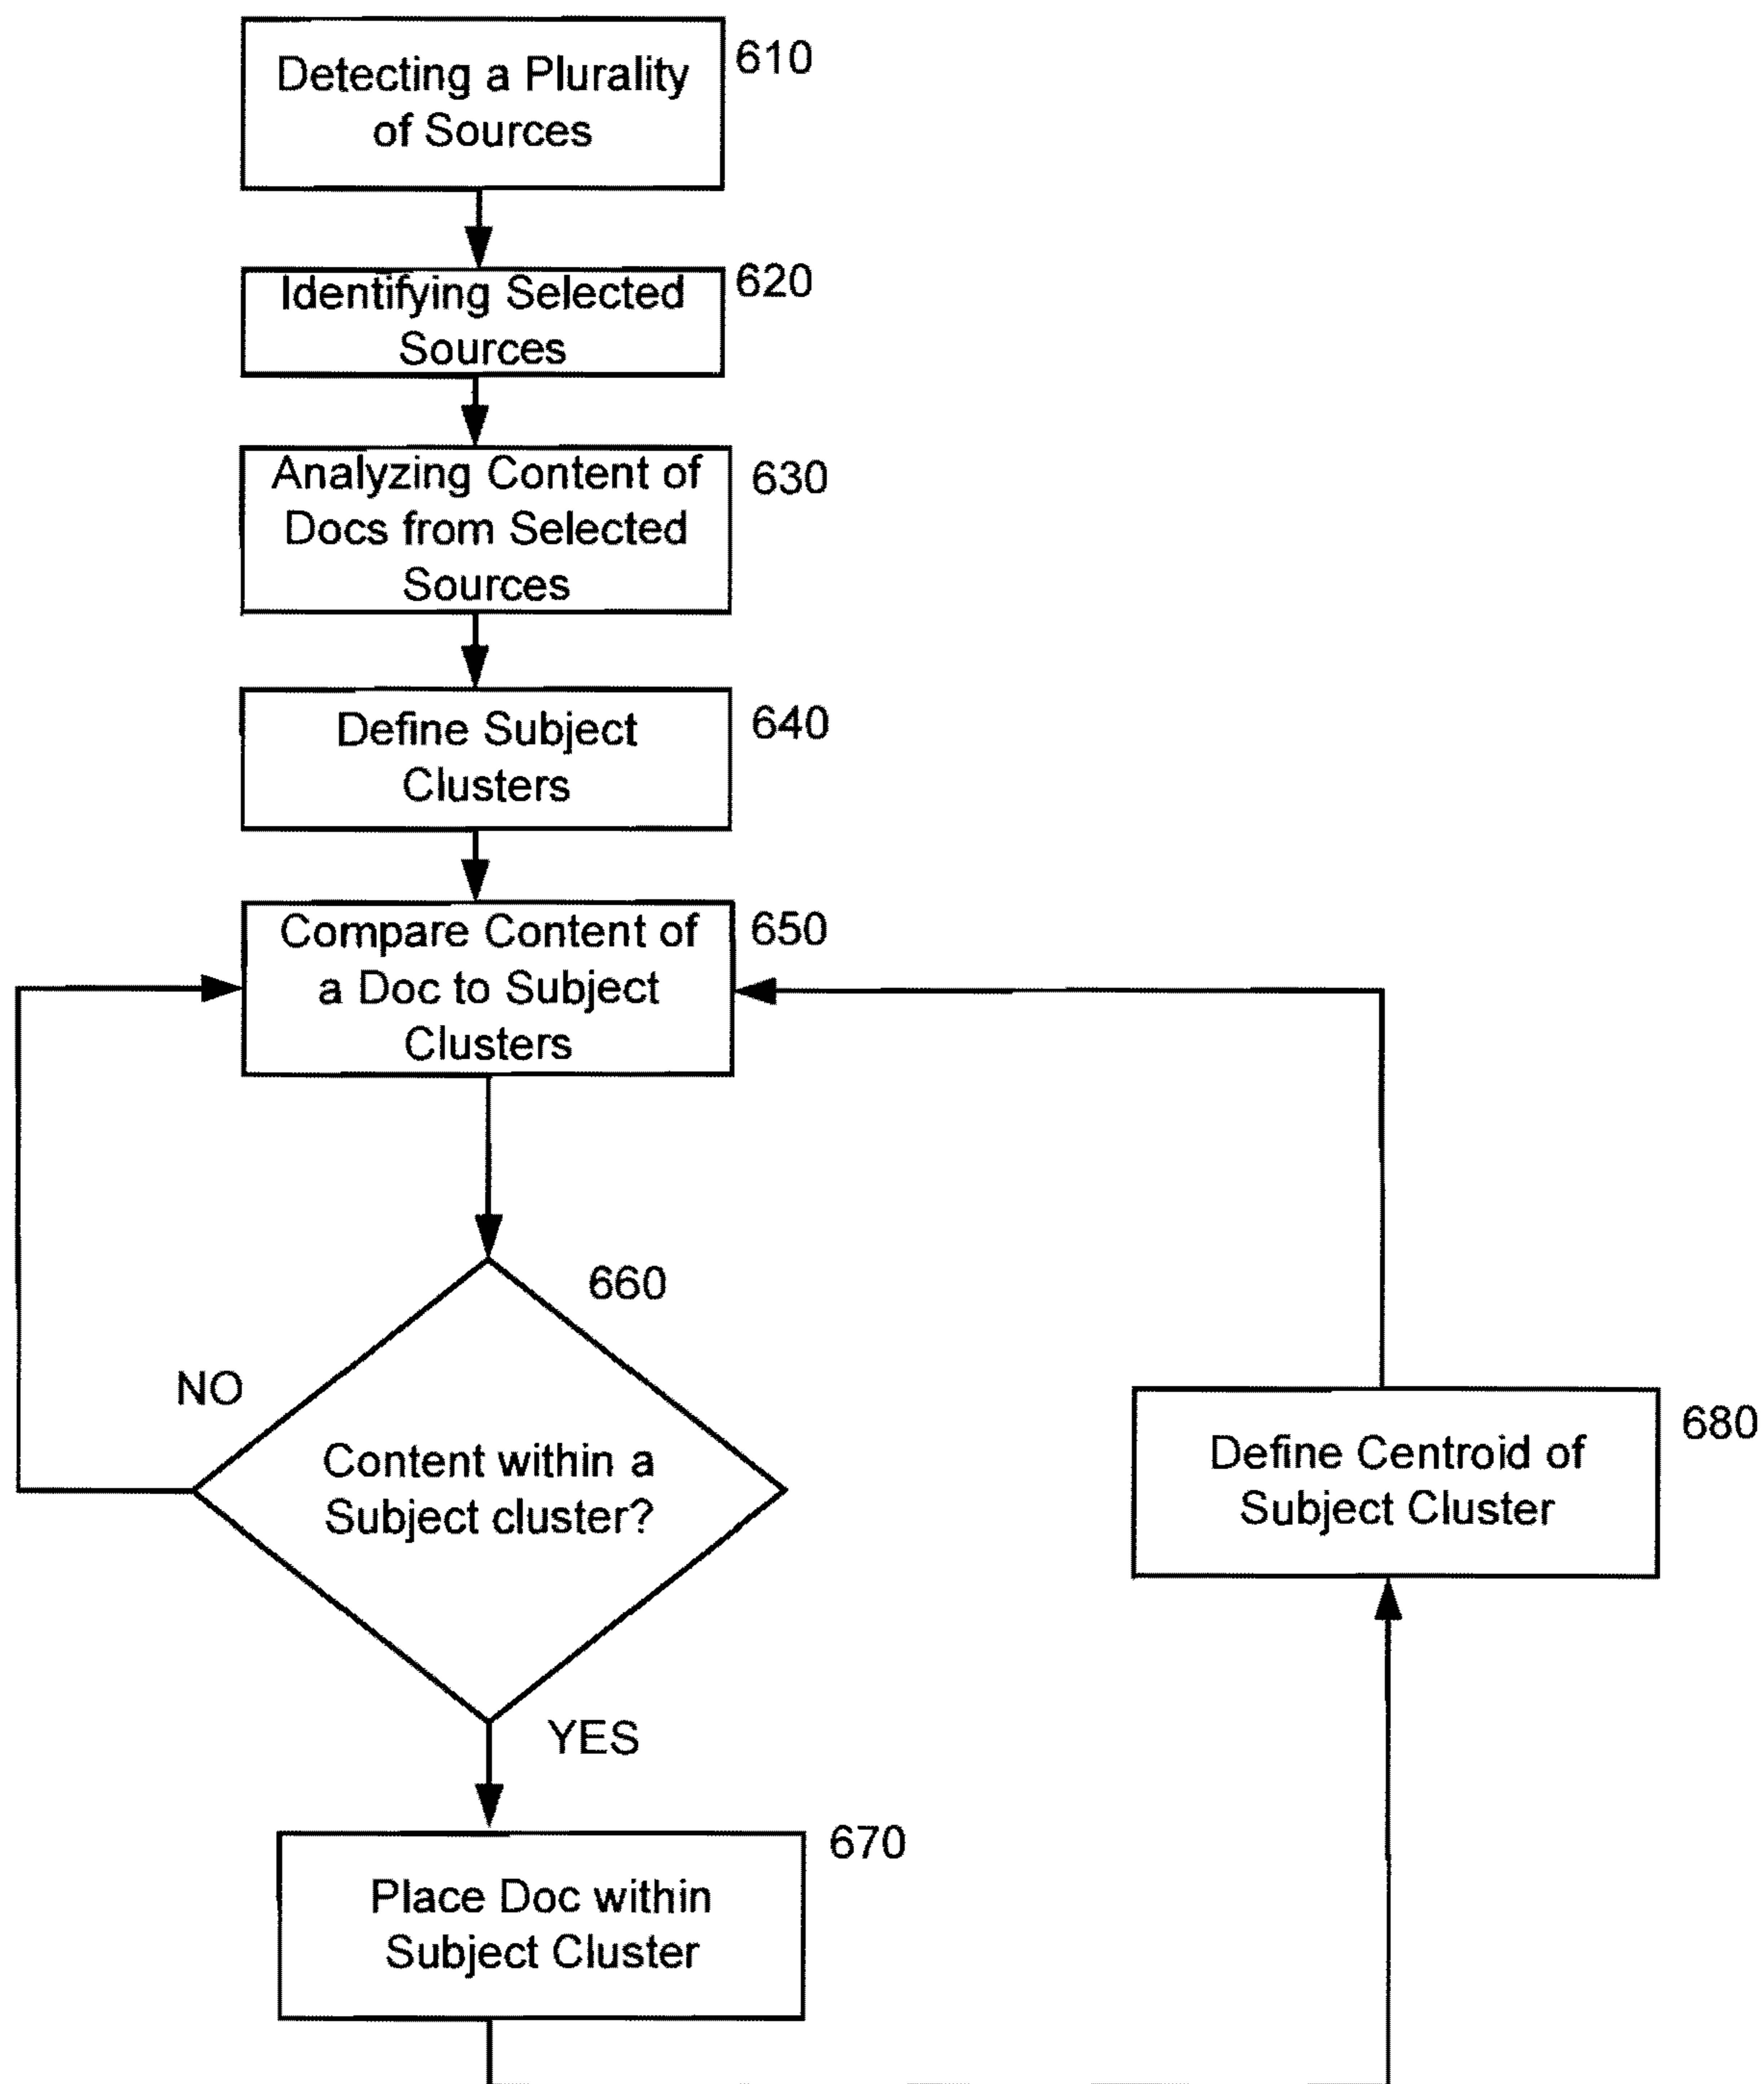 Detecting a Plurality
of Sources
610
Identifying Selected
Sources
620
Analyzing Content of
Docs from Selected
Sources
630
Define Subject
Clusters
640
Compare Content of
a Doc to Subject
Clusters
650
660
NO
Content within a
Subject cluster?
YES
Define Centroid of
Subject Cluster
680
Place Doc within
Subject Cluster
670